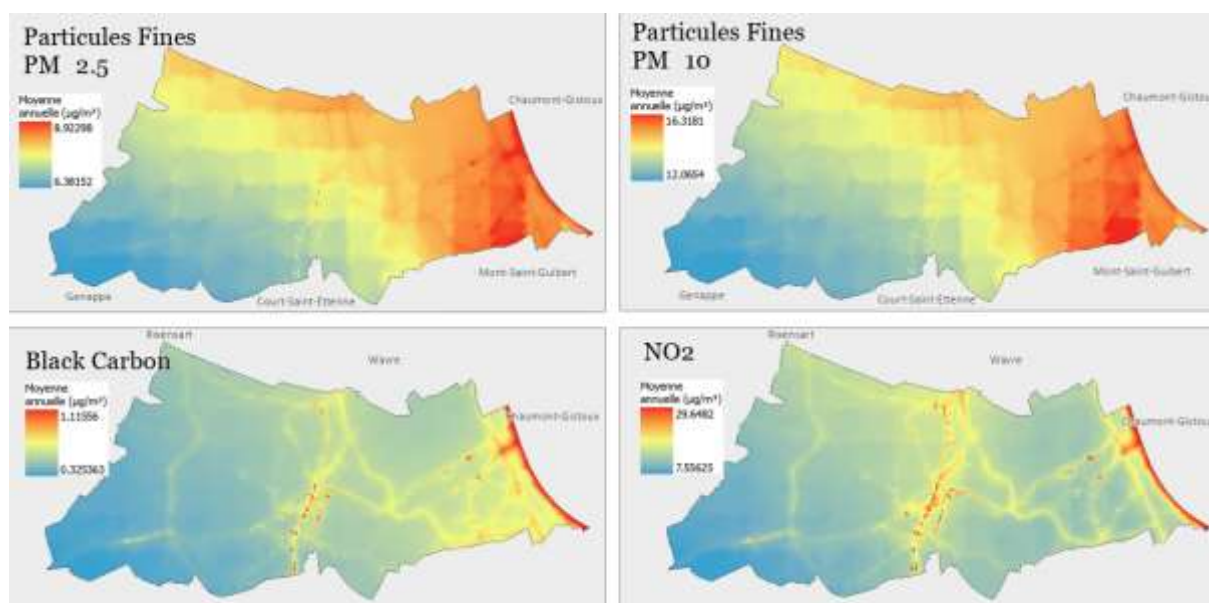 Particules Fines
PM 2.5
Moyenne
annuelle (µg/m³)
8.92298
6.38152
Chaumont-Gistoux
Mont-Saint-Guibert
Genappe
Court-Saint-Etienne
Particules Fines
PM 10
Moyenne
annuelle (µg/m³)
16.3181
12.0654
Chaumont-Gistoux
Mont-Saint-Guibert
Genappe
Court-Saint-Etienne
Rixensart
Wavre
Black Carbon
Moyenne
annuelle (µg/m³)
1.11556
0.325363
Chaumont-Gistoux
Rixensart
Wavre
NO2
Moyenne
annuelle (µg/m³)
29.6482
7.55625
Chaumont-Gistoux